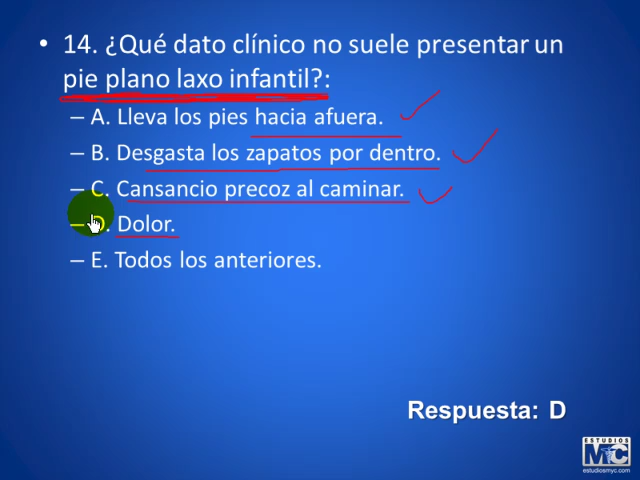 • 14. ¿Qué dato clínico no suele presentar un
pie plano laxo infantil?:
– A. Lleva los pies hacia afuera.
– B. Desgasta los zapatos por dentro.
– C. Cansancio precoz al caminar.
– D. Dolor.
– E. Todos los anteriores.
Respuesta: D
ESTUDIOS
MyC
estudiosmyc.com